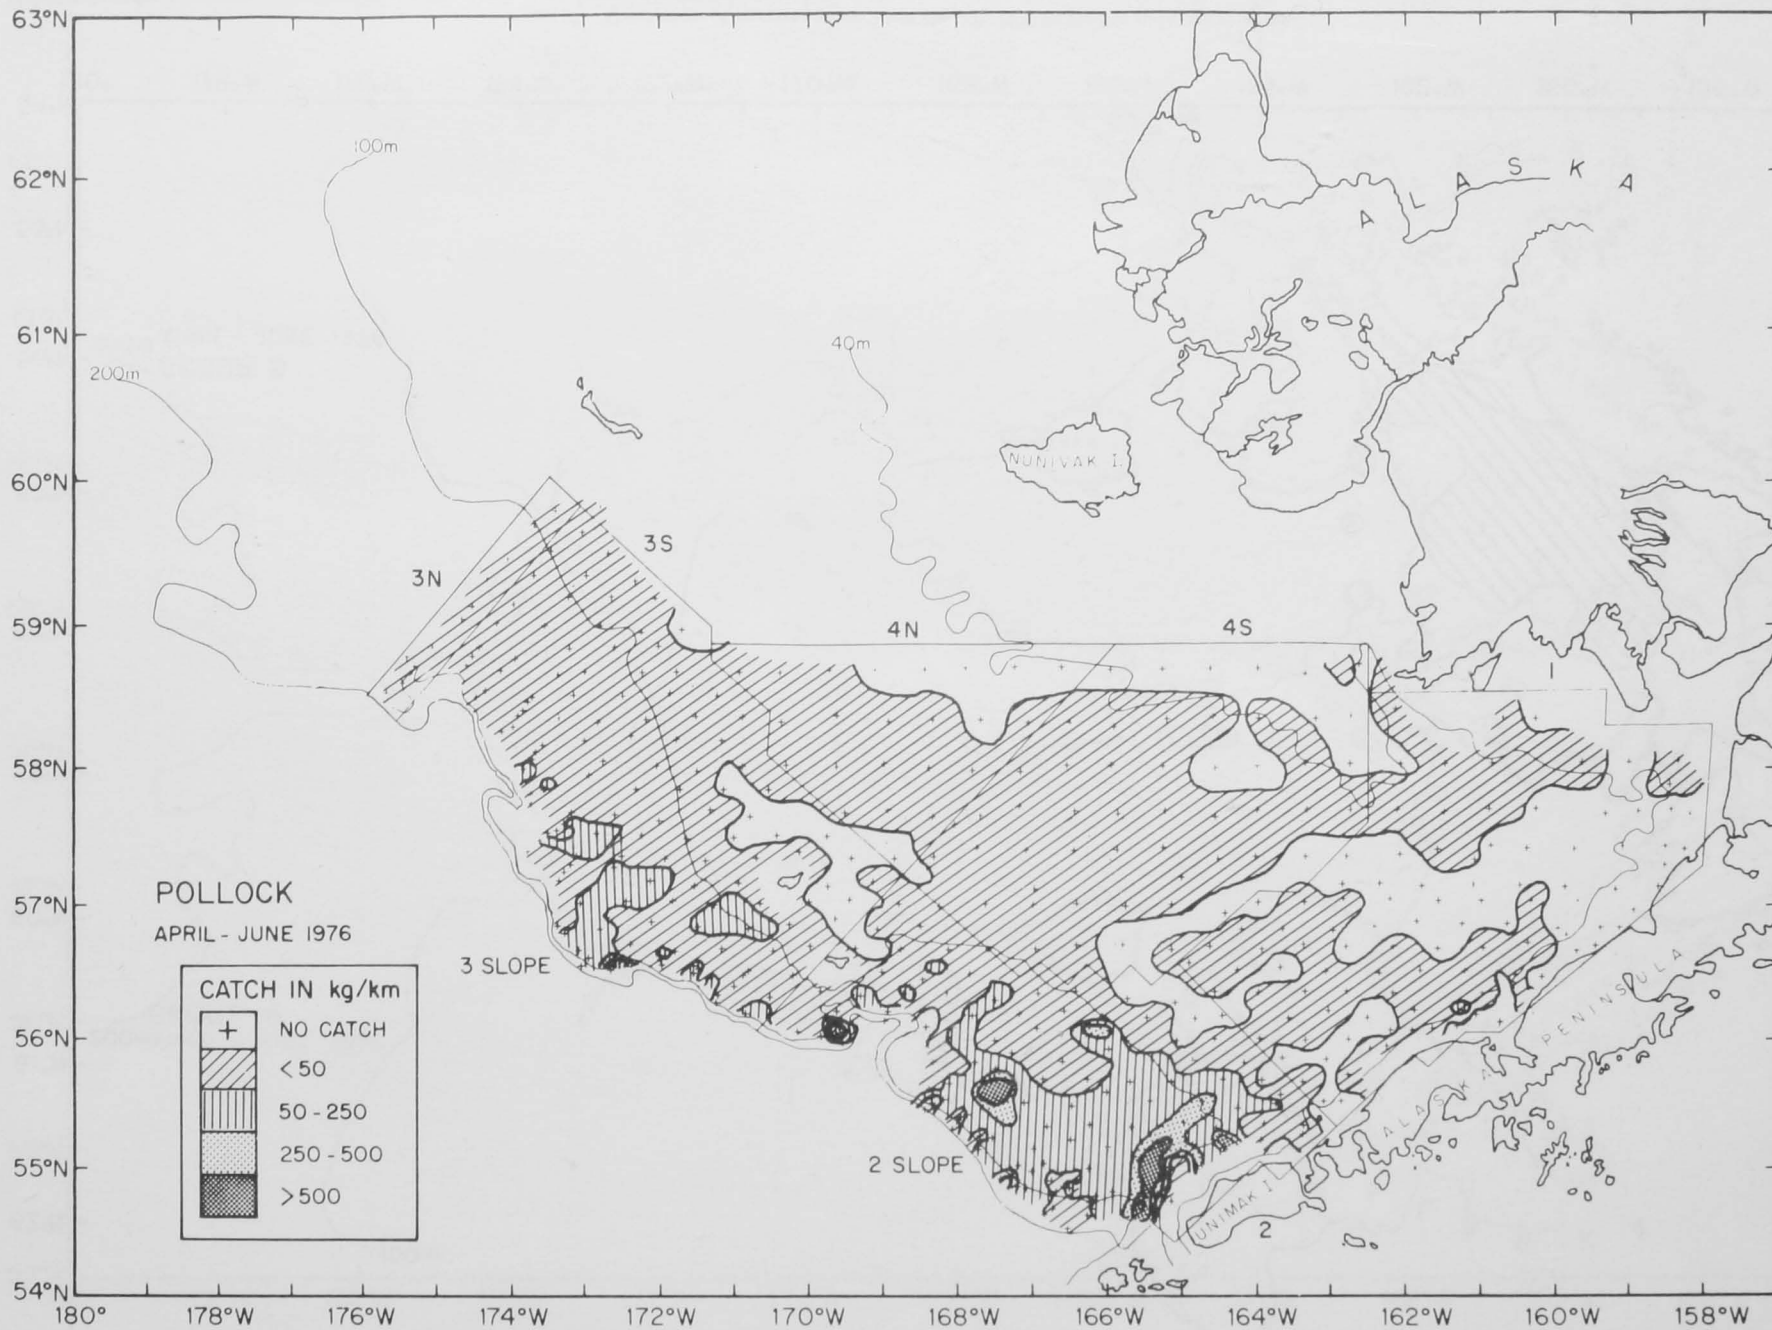 63°N
62°N
61°N
60°N
59°N
58°N
57°N
56°N
55°N
54°N
180°
178°W
176°W
174°W
172°W
170°W
168°W
166°W
164°W
162°W
160°W
158°W
100m
200m
40m
ALASKA
NUNIVAK I.
3N
3S
4N
4S
1
3 SLOPE
2 SLOPE
2
UNIMAK I.
ALASKA PENINSULA
POLLOCK
APRIL - JUNE 1976
CATCH IN kg/km
+ NO CATCH
<50
50-250
250-500
>500